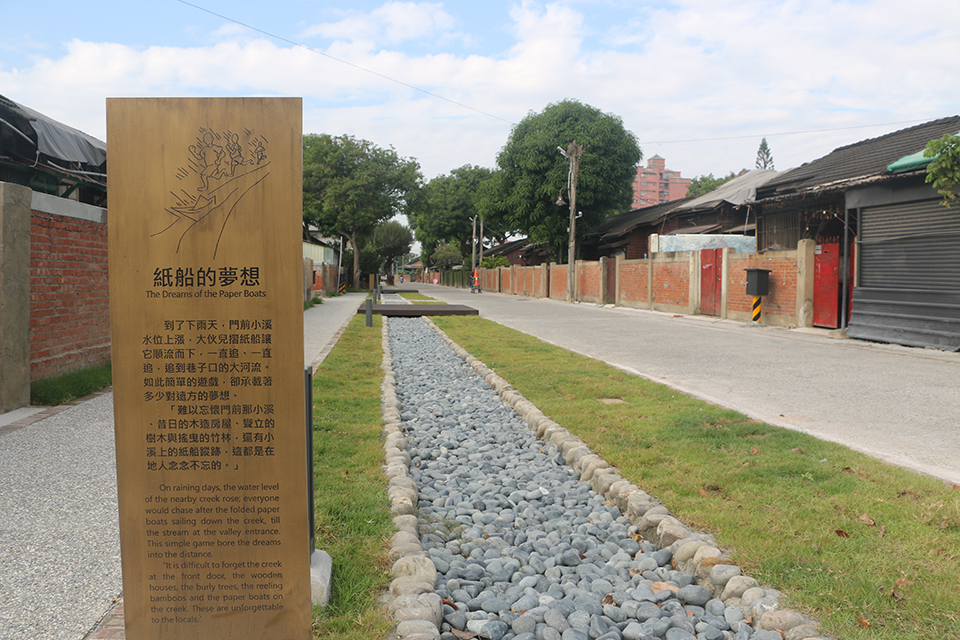 紙船的夢想
The Dreams of the Paper Boats
到了下雨天，門前小溪
水位上漲，大伙兒摺紙船讓
它順流而下，一直追、一直
追，追到巷子口的大河流。
如此簡單的遊戲，卻承載著
多少對遠方的夢想。
「難以忘懷門前那小溪
、昔日的木造房屋、聳立的
樹木與搖曳的竹林，還有小
溪上的紙船蹤跡，這都是在
地人念念不忘的。」
On raining days, the water level
of the nearby creek rose; everyone
would chase after the folded paper
boats sailing down the creek, till
the stream at the valley entrance.
This simple game bore the dreams
into the distance.
"It is difficult to forget the creek
at the front door, the wooden
houses, the burly trees, the reeling
bamboos and the paper boats on
the creek. These are unforgettable
to the locals."